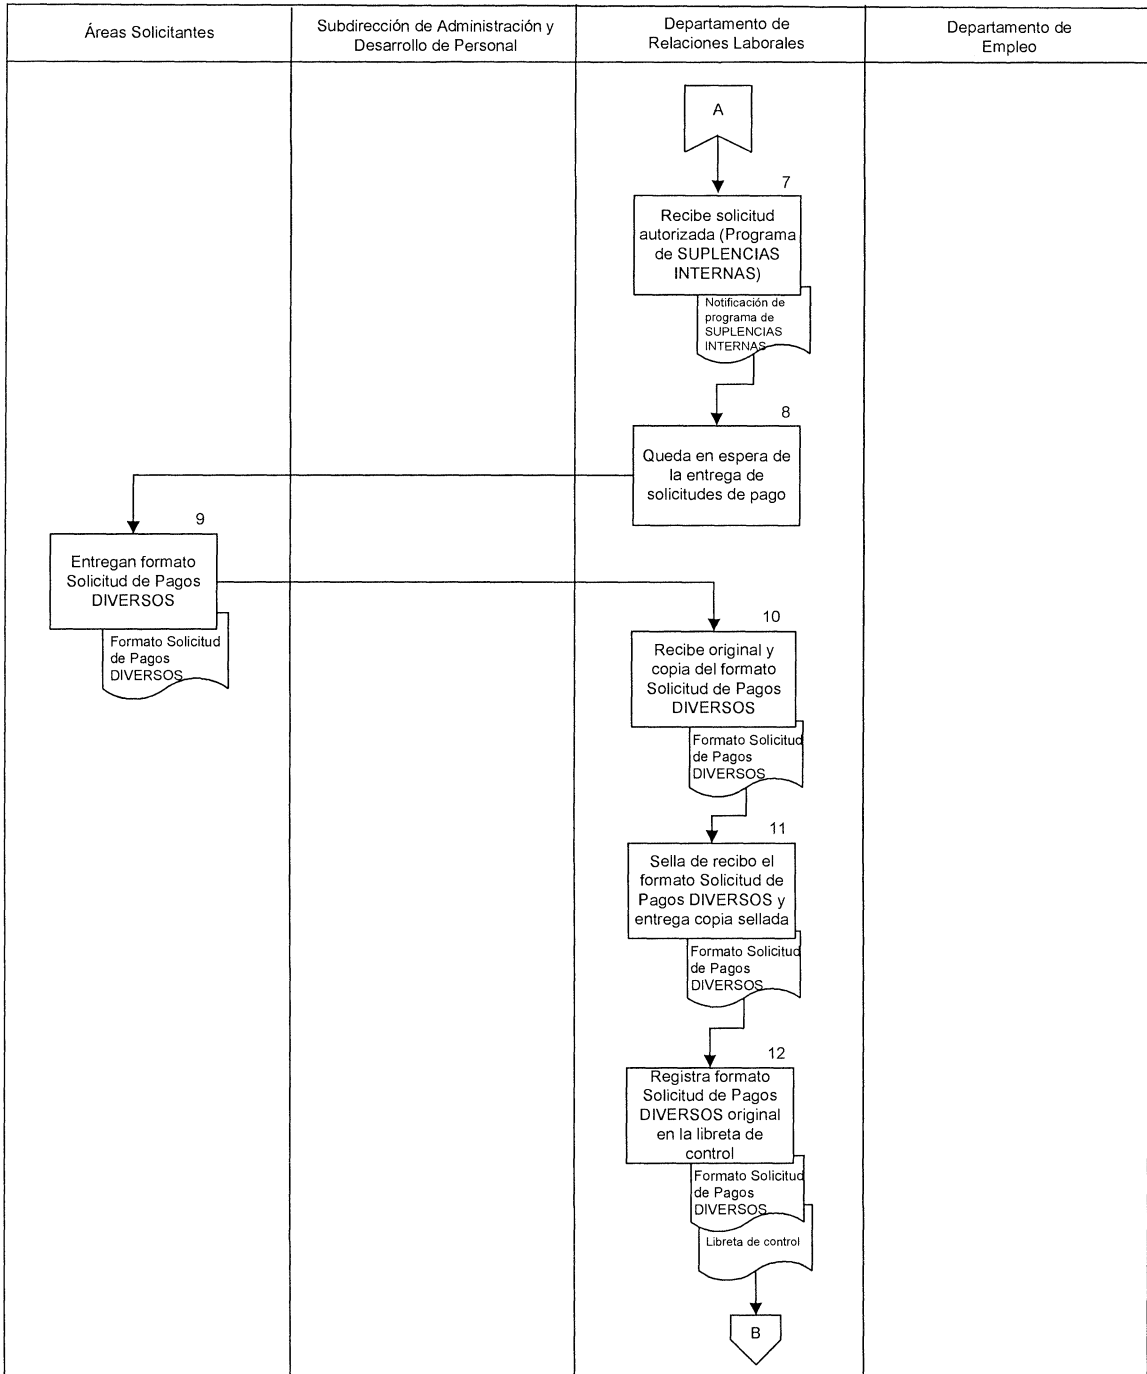 Áreas Solicitantes
Subdirección de Administración y
Desarrollo de Personal
Departamento de
Relaciones Laborales
Departamento de
Empleo
A
7
Recibe solicitud
autorizada (Programa
de SUPLENCIAS
INTERNAS)
Notificación de
programa de
SUPLENCIAS
INTERNAS
8
Queda en espera de
la entrega de
solicitudes de pago
9
Entregan formato
Solicitud de Pagos
DIVERSOS
Formato Solicitud
de Pagos
DIVERSOS
10
Recibe original y
copia del formato
Solicitud de Pagos
DIVERSOS
Formato Solicitud
de Pagos
DIVERSOS
11
Sella de recibo el
formato Solicitud de
Pagos DIVERSOS y
entrega copia sellada
Formato Solicitud
de Pagos
DIVERSOS
12
Registra formato
Solicitud de Pagos
DIVERSOS original
en la libreta de
control
Formato Solicitud
de Pagos
DIVERSOS
Libreta de control
B